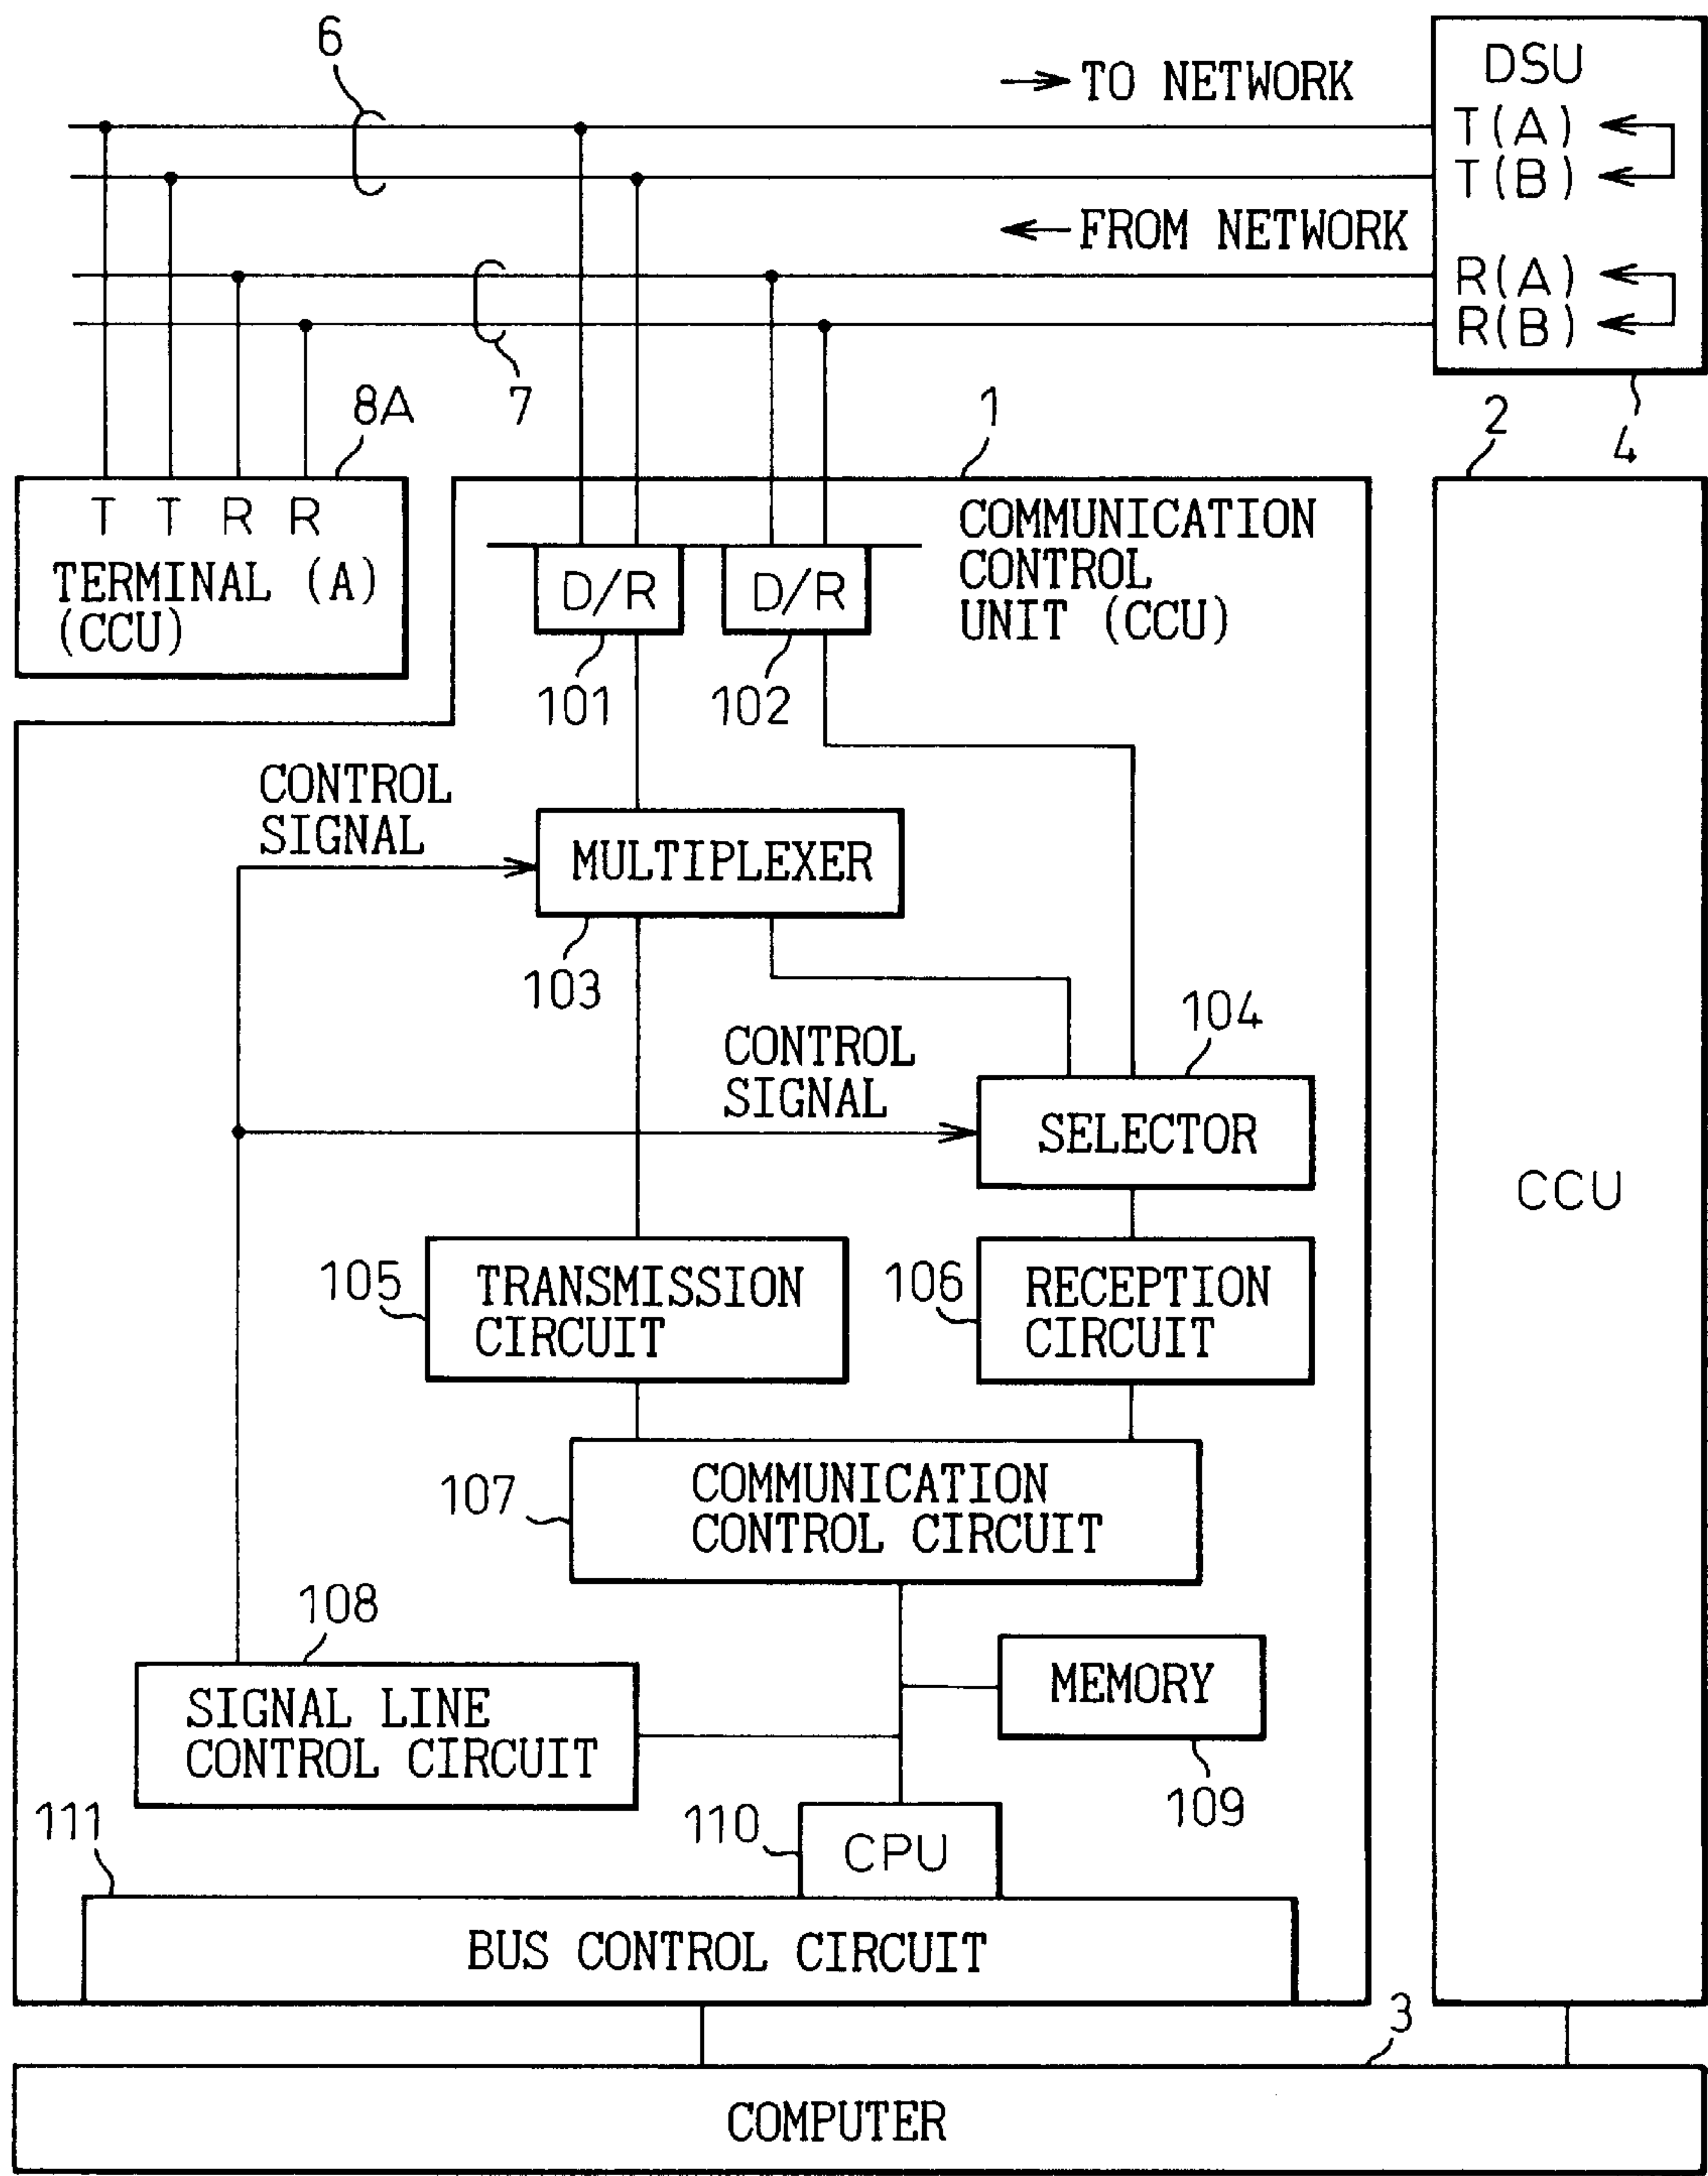 6
DSU
→ TO NETWORK
T(A)
T(B)
← FROM NETWORK
R(A)
R(B)
7
8A
1
2
4
T T R R
TERMINAL (A)
(CCU)
COMMUNICATION
CONTROL
UNIT (CCU)
D/R
D/R
101
102
CONTROL
SIGNAL
MULTIPLEXER
103
104
CONTROL
SIGNAL
SELECTOR
CCU
105
TRANSMISSION
CIRCUIT
106
RECEPTION
CIRCUIT
107
COMMUNICATION
CONTROL CIRCUIT
108
SIGNAL LINE
CONTROL CIRCUIT
MEMORY
109
111
110
CPU
BUS CONTROL CIRCUIT
3
COMPUTER